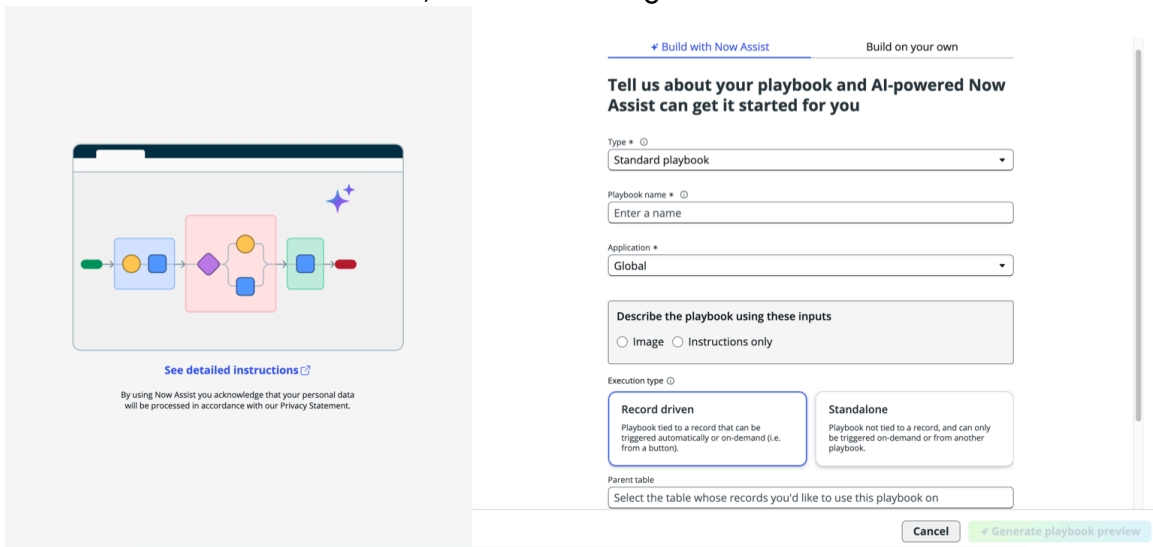 Build with Now Assist
Build on your own
Tell us about your playbook and AI-powered Now
Assist can get it started for you
Type *
Standard playbook
Playbook name *
Enter a name
Application *
Global
Describe the playbook using these inputs
Image
Instructions only
Execution type
Record driven
Playbook tied to a record that can be
triggered automatically or on-demand (i.e.
from a button).
Standalone
Playbook not tied to a record, and can only
be triggered on-demand or from another
playbook.
Parent table
Select the table whose records you'd like to use this playbook on
Cancel
Generate playbook preview
See detailed instructions
By using Now Assist you acknowledge that your personal data
will be processed in accordance with our Privacy Statement.